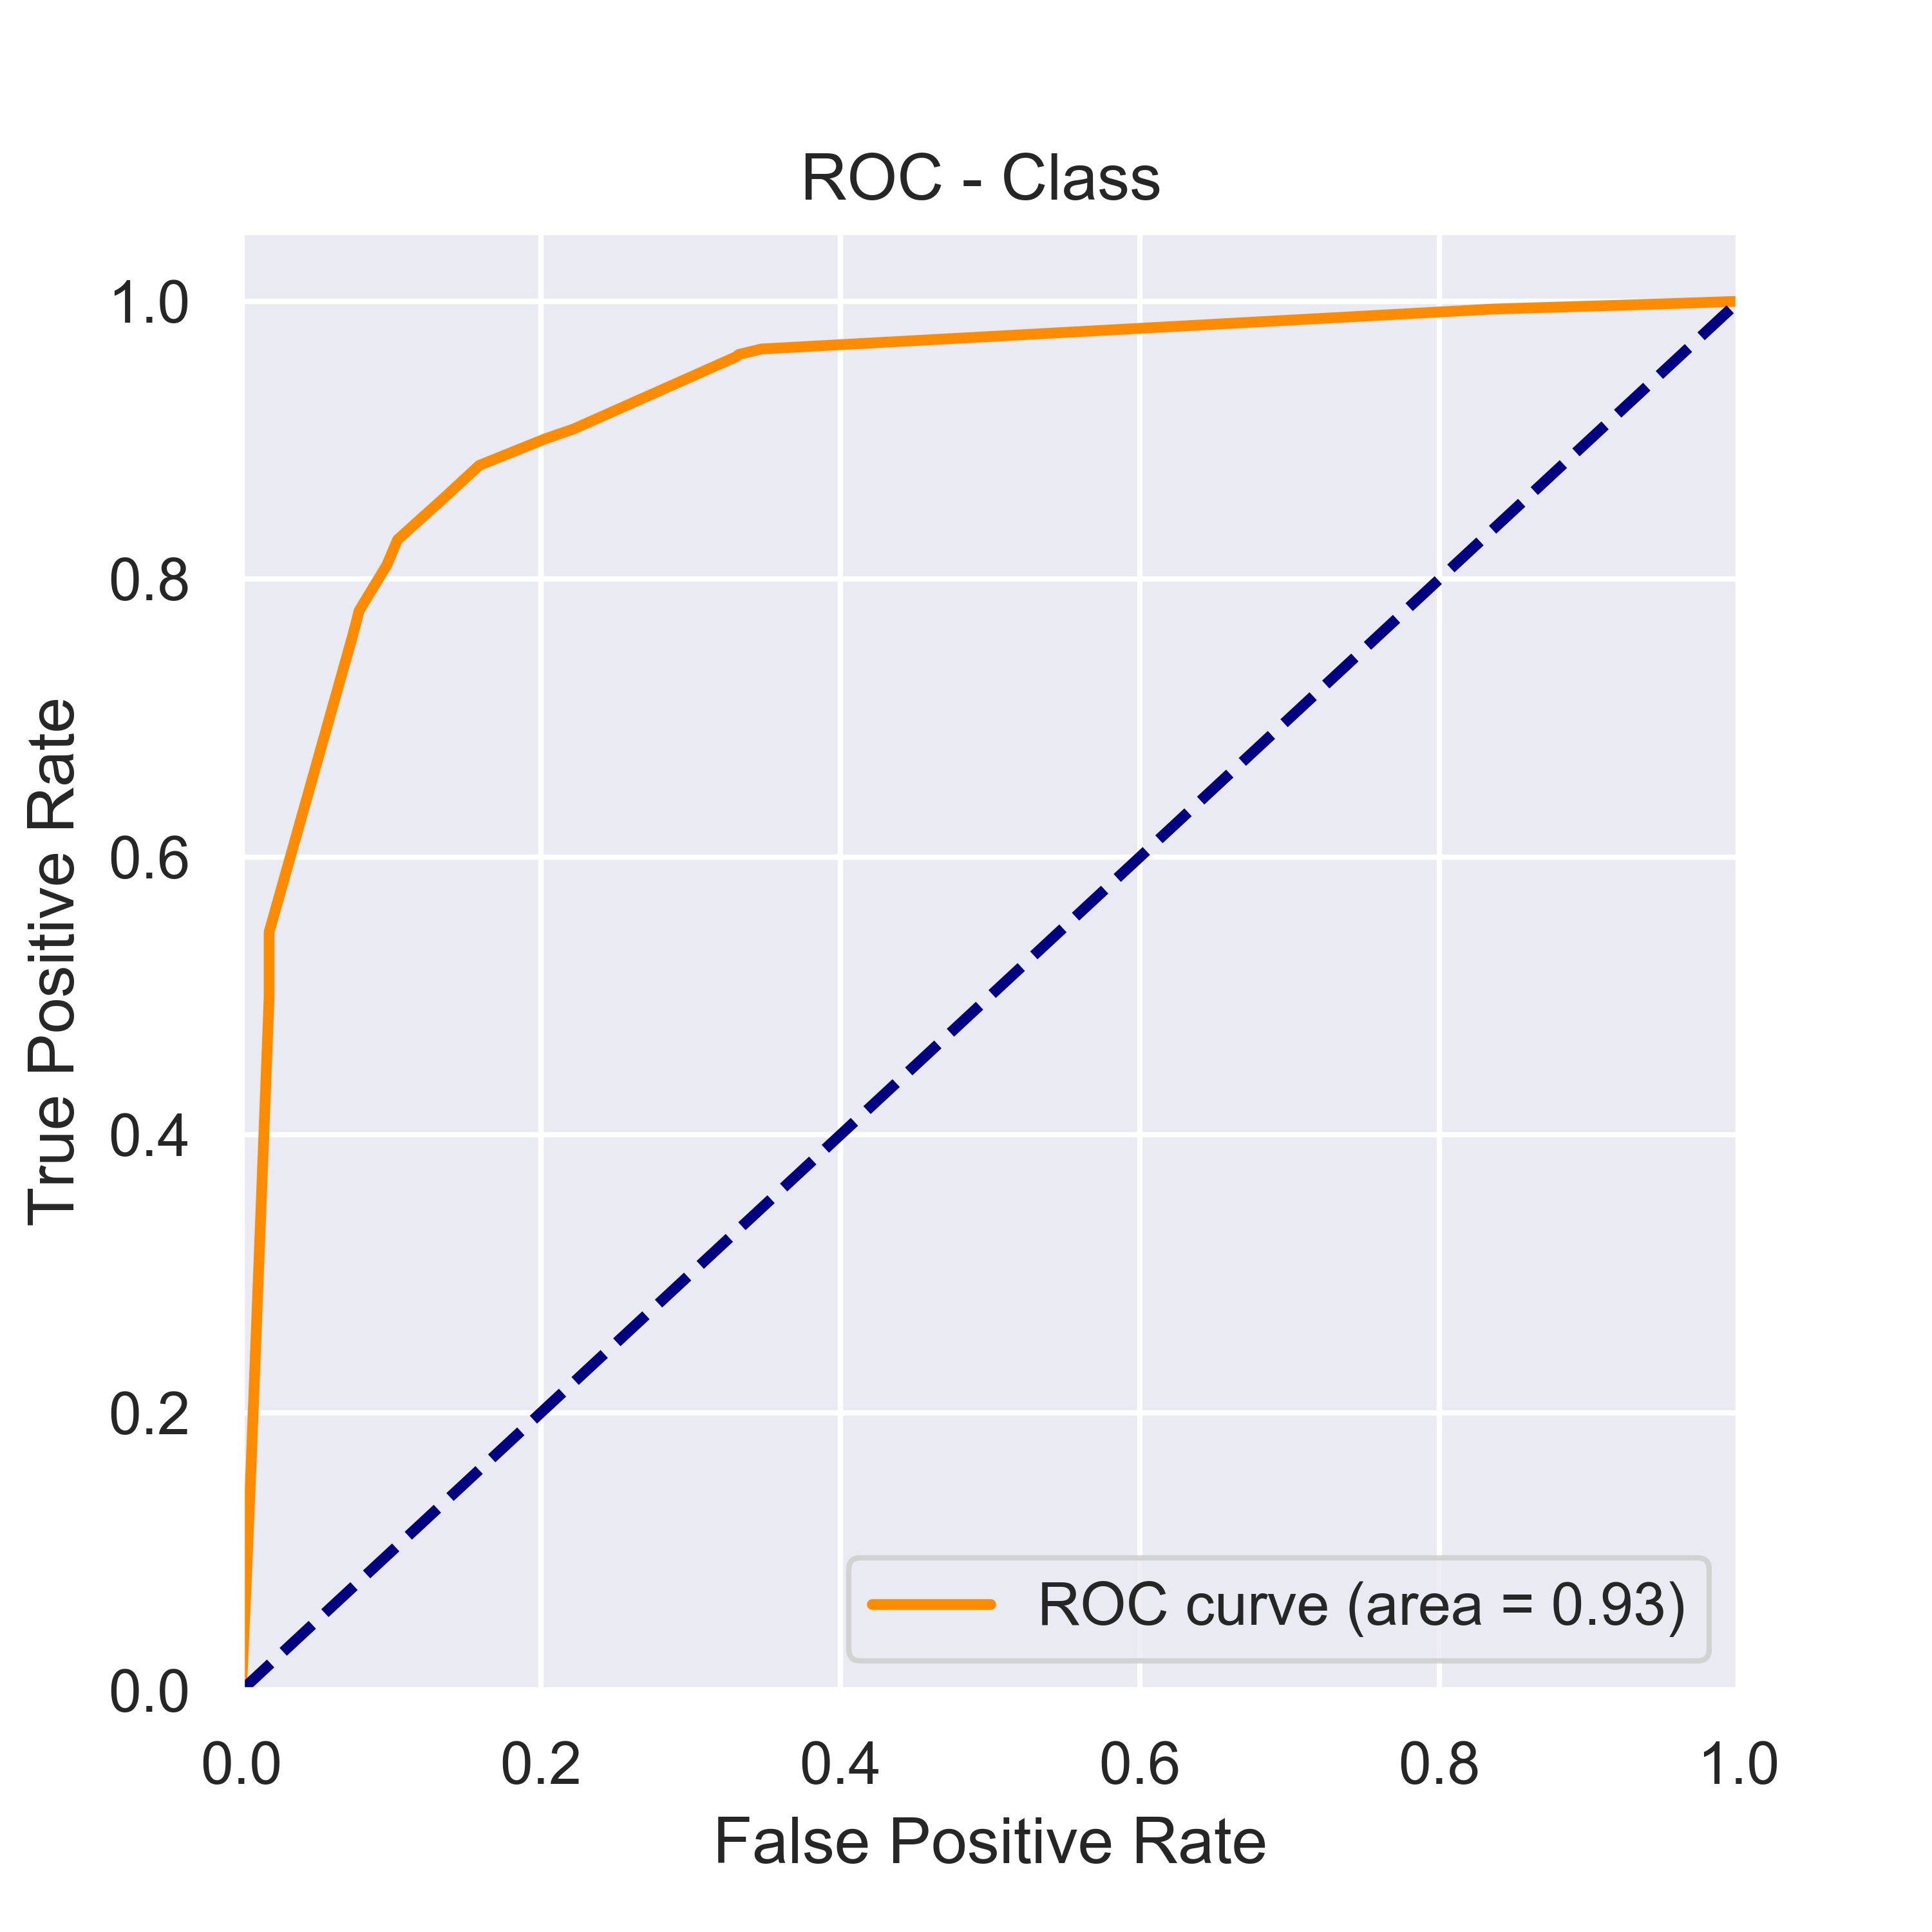 ROC - Class
True Positive Rate
1.0
0.8
0.6
0.4
0.2
0.0
ROC curve (area = 0.93)
0.0 0.2 0.4 0.6 0.8 1.0
False Positive Rate